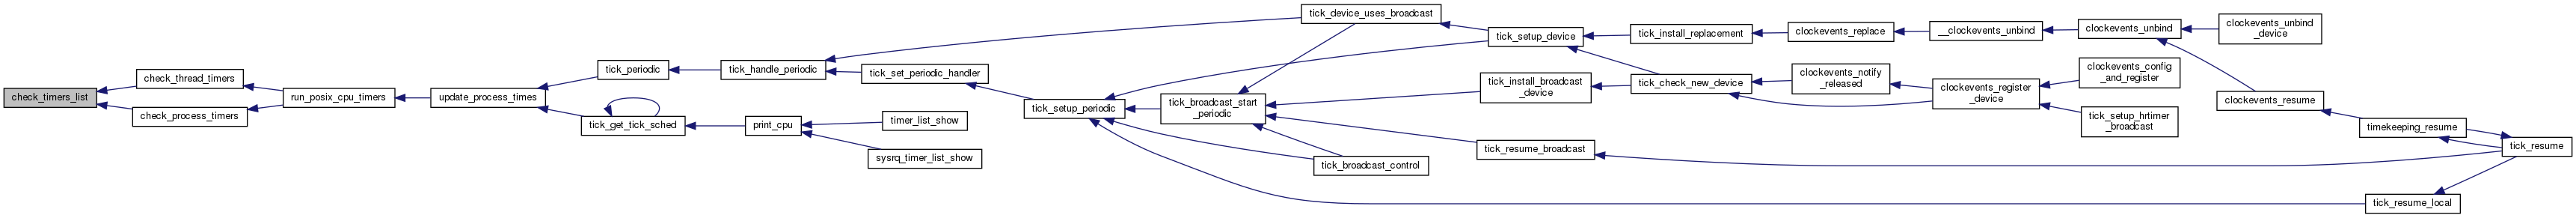 check_timers_list
check_thread_timers
check_process_timers
run_posix_cpu_timers
update_process_times
tick_periodic
tick_get_tick_sched
tick_handle_periodic
print_cpu
tick_set_periodic_handler
timer_list_show
sysrq_timer_list_show
tick_setup_periodic
tick_device_uses_broadcast
tick_broadcast_start
_periodic
tick_broadcast_control
tick_setup_device
tick_install_broadcast
_device
tick_resume_broadcast
tick_install_replacement
tick_check_new_device
clockevents_replace
clockevents_notify
_released
__clockevents_unbind
clockevents_register
_device
clockevents_unbind
clockevents_config
_and_register
tick_setup_hrtimer
_broadcast
clockevents_unbind
_device
clockevents_resume
timekeeping_resume
tick_resume_local
tick_resume